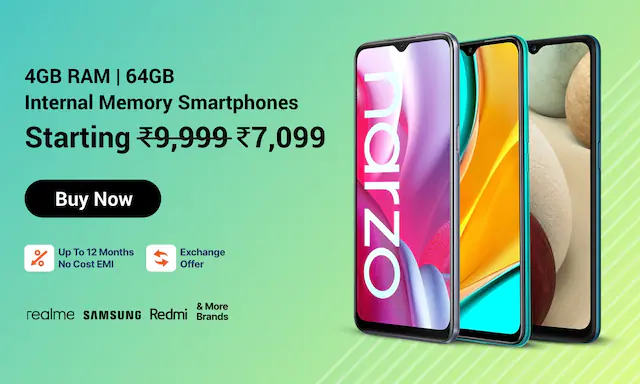 4GB RAM | 64GB
Internal Memory Smartphones
Starting ₹9,999 ₹7,099
Buy Now
Up To 12 Months
No Cost EMI
Exchange
Offer
realme SAMSUNG Redmi & More
Brands
narzo